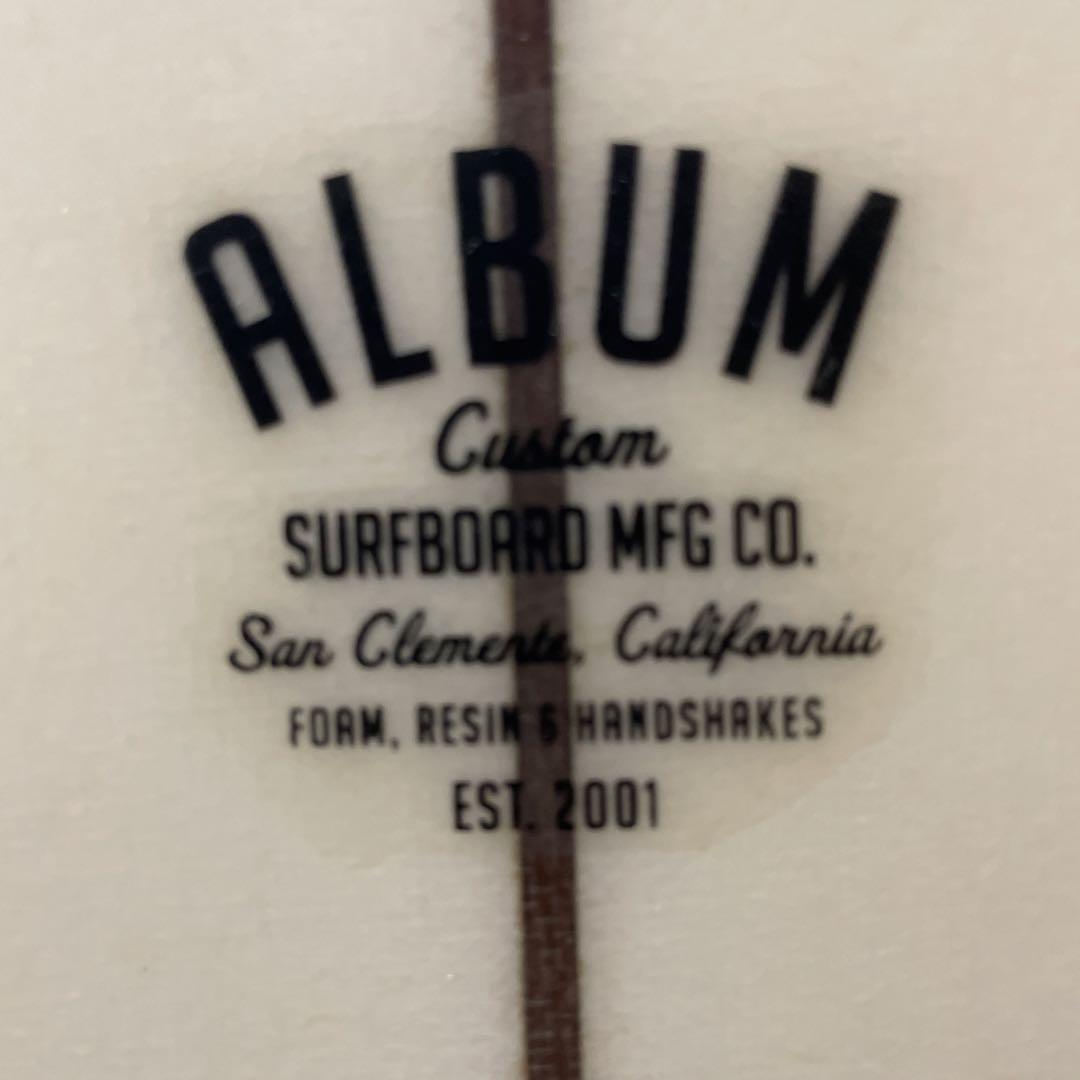 ALBUM
Custom
SURFBOARD MFG CO.
San Clemente, California
FOAM, RESIN & HANDSHAKES
EST. 2001